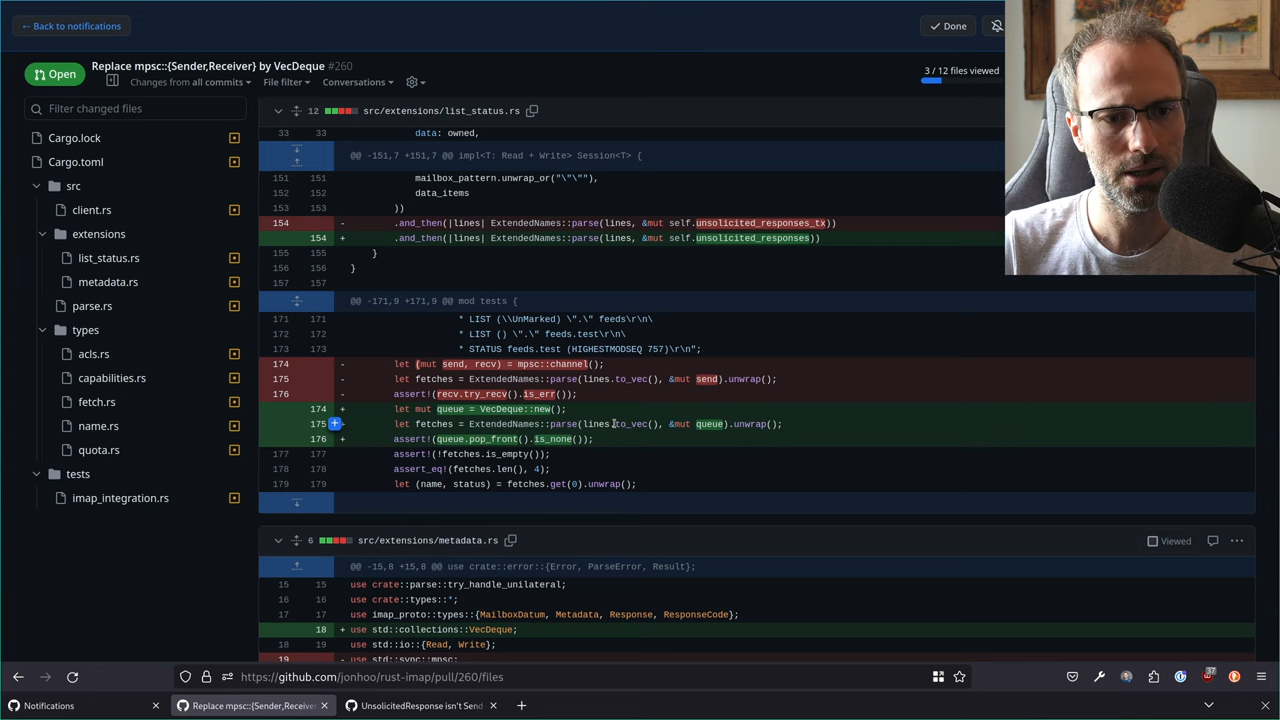 ← Back to notifications
Done
Open
Replace mpsc::{Sender,Receiver} by VecDeque #260
Changes from all commits
File filter
Conversations
3 / 12 files viewed
Filter changed files
Cargo.lock
Cargo.toml
src
client.rs
extensions
list_status.rs
metadata.rs
parse.rs
types
acls.rs
capabilities.rs
fetch.rs
name.rs
quota.rs
tests
imap_integration.rs
12 src/extensions/list_status.rs
33 33 data: owned,
@@ -151,7 +151,7 @@ impl<T: Read + Write> Session<T> {
151 151 mailbox_pattern.unwrap_or("\"\""),
152 152 data_items
153 153 ))
154 - .and_then(|lines| ExtendedNames::parse(lines, &mut self.unsolicited_responses_tx))
154 + .and_then(|lines| ExtendedNames::parse(lines, &mut self.unsolicited_responses))
155 155 }
156 156 }
157 157
@@ -171,9 +171,9 @@ mod tests {
171 171 * LIST (\\UnMarked) \".\" feeds\r\n\
172 172 * LIST () \".\" feeds.test\r\n\
173 173 * STATUS feeds.test (HIGHESTMODSEQ 757)\r\n";
174 - let (mut send, recv) = mpsc::channel();
175 - let fetches = ExtendedNames::parse(lines.to_vec(), &mut send).unwrap();
176 - assert!(recv.try_recv().is_err());
174 + let mut queue = VecDeque::new();
175 + let fetches = ExtendedNames::parse(lines.to_vec(), &mut queue).unwrap();
176 + assert!(queue.pop_front().is_none());
177 177 assert!(!fetches.is_empty());
178 178 assert_eq!(fetches.len(), 4);
179 179 let (name, status) = fetches.get(0).unwrap();
6 src/extensions/metadata.rs
Viewed
@@ -15,8 +15,8 @@ use crate::error::{Error, ParseError, Result};
15 15 use crate::parse::try_handle_unilateral;
16 16 use crate::types::*;
17 17 use imap_proto::types::{MailboxDatum, Metadata, Response, ResponseCode};
18 + use std::collections::VecDeque;
18 19 use std::io::{Read, Write};
19 - use std::sync::mpsc;
https://github.com/jonhoo/rust-imap/pull/260/files
37
Notifications
Replace mpsc::{Sender,Receiver
UnsolicitedResponse isn't Send